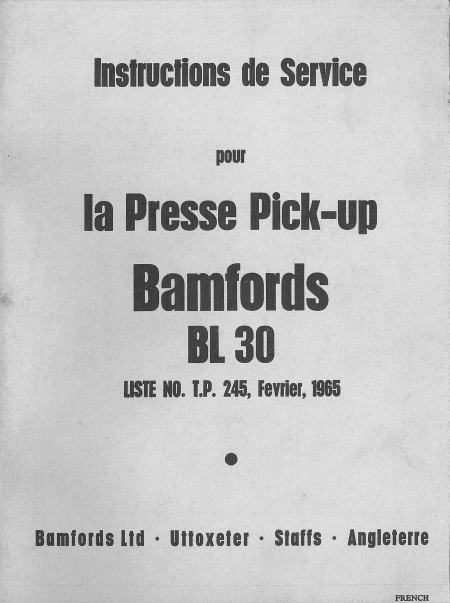 Instructions de Service
pour
la Presse Pick-up
Bamfords
BL 30
LISTE NO. T.P. 245, Fevrier, 1965
Bamfords Ltd · Uttoxeter · Staffs · Angleterre
FRENCH